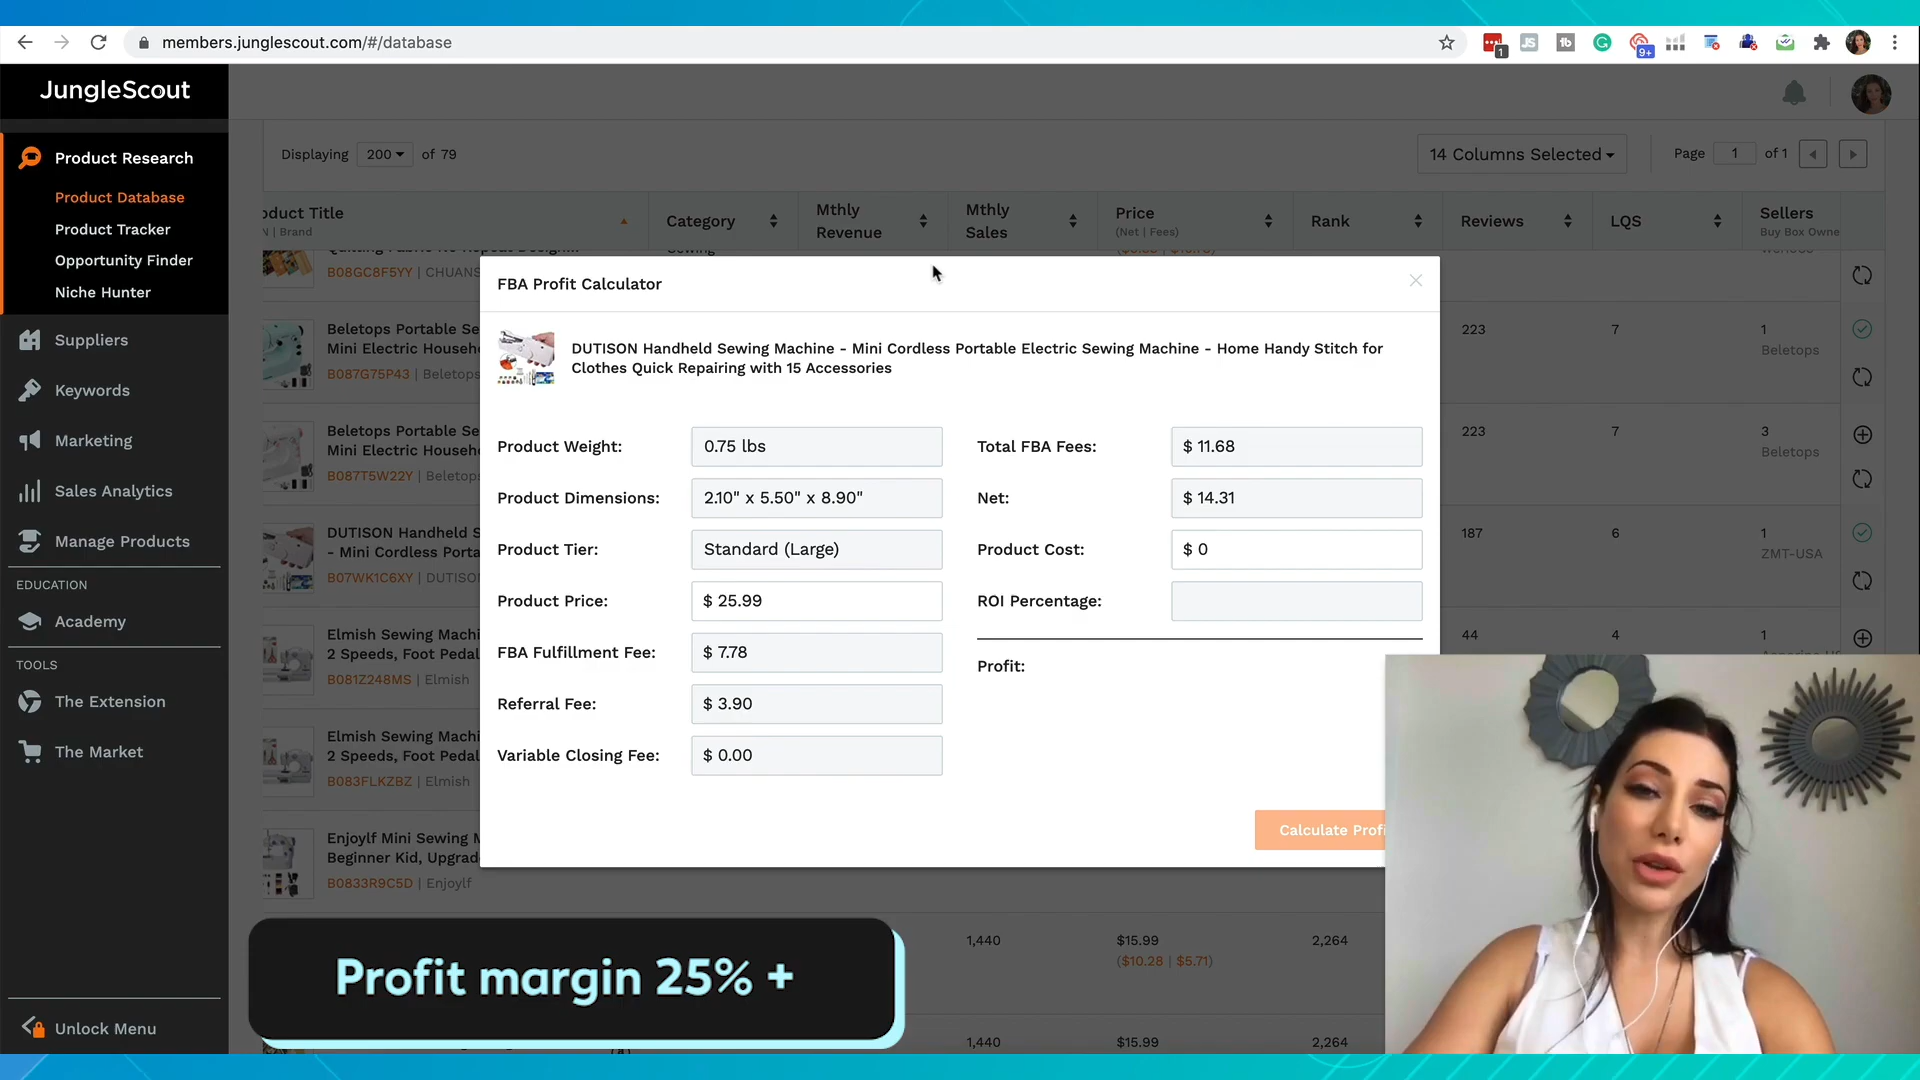 members.junglescout.com/#/database
1
9+
JungleScout
Product Research
Product Database
Product Tracker
Opportunity Finder
Niche Hunter
Suppliers
Keywords
Marketing
Sales Analytics
Manage Products
EDUCATION
Academy
TOOLS
The Extension
The Market
Unlock Menu
Displaying 200 of 79
14 Columns Selected
Page 1 of 1
oduct Title
N | Brand
Category
Mthly Revenue
Mthly Sales
Price
(Net | Fees)
Rank
Reviews
LQS
Sellers
Buy Box Owne
B08GC8F5YY | CHUANS
Beletops Portable Se
Mini Electric Househ
B087G75P43 | Beletops
223 7 1
Beletops
Beletops Portable Se
Mini Electric Househ
B087T5W22Y | Beletops
223 7 3
Beletops
DUTISON Handheld S
- Mini Cordless Porta
B07WK1C6XY | DUTISON
187 6 1
ZMT-USA
Elmish Sewing Machi
2 Speeds, Foot Pedal
B081Z248MS | Elmish
44 4 1
Elmish Sewing Machi
2 Speeds, Foot Pedal
B083FLKZBZ | Elmish
Enjoylf Mini Sewing M
Beginner Kid, Upgrad
B0833R9C5D | Enjoylf
1,440 $15.99 2,264
($10.28 | $5.71)
1,440 $15.99 2,264
FBA Profit Calculator
DUTISON Handheld Sewing Machine - Mini Cordless Portable Electric Sewing Machine - Home Handy Stitch for
Clothes Quick Repairing with 15 Accessories
Product Weight: 0.75 lbs
Product Dimensions: 2.10" x 5.50" x 8.90"
Product Tier: Standard (Large)
Product Price: $ 25.99
FBA Fulfillment Fee: $ 7.78
Referral Fee: $ 3.90
Variable Closing Fee: $ 0.00
Total FBA Fees: $ 11.68
Net: $ 14.31
Product Cost: $ 0
ROI Percentage:
Profit:
Calculate Profi
Profit margin 25% +